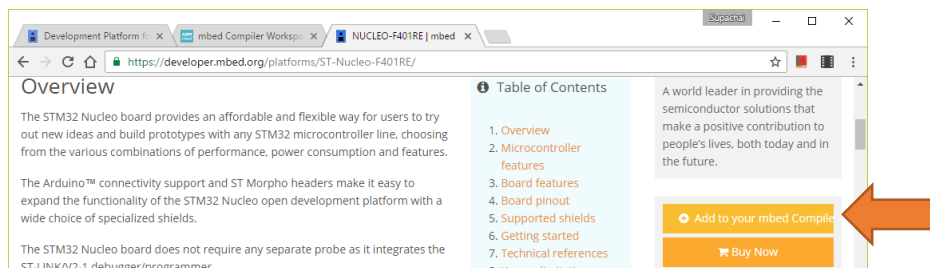 Supachai
Development Platform fo
mbed Compiler Workspa
NUCLEO-F401RE | mbed
https://developer.mbed.org/platforms/ST-Nucleo-F401RE/
Overview
The STM32 Nucleo board provides an affordable and flexible way for users to try
out new ideas and build prototypes with any STM32 microcontroller line, choosing
from the various combinations of performance, power consumption and features.
The Arduino™ connectivity support and ST Morpho headers make it easy to
expand the functionality of the STM32 Nucleo open development platform with a
wide choice of specialized shields.
The STM32 Nucleo board does not require any separate probe as it integrates the
ST-LINK/V2-1 debugger/programmer
Table of Contents
1. Overview
2. Microcontroller
features
3. Board features
4. Board pinout
5. Supported shields
6. Getting started
7. Technical references
A world leader in providing the
semiconductor solutions that
make a positive contribution to
people's lives, both today and in
the future.
Add to your mbed Compile
Buy Now